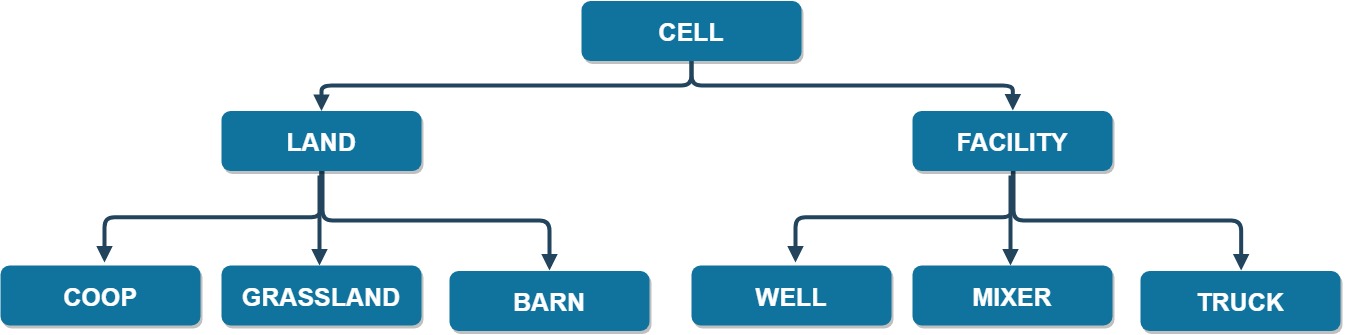 CELL
LAND
FACILITY
COOP
GRASSLAND
BARN
WELL
MIXER
TRUCK